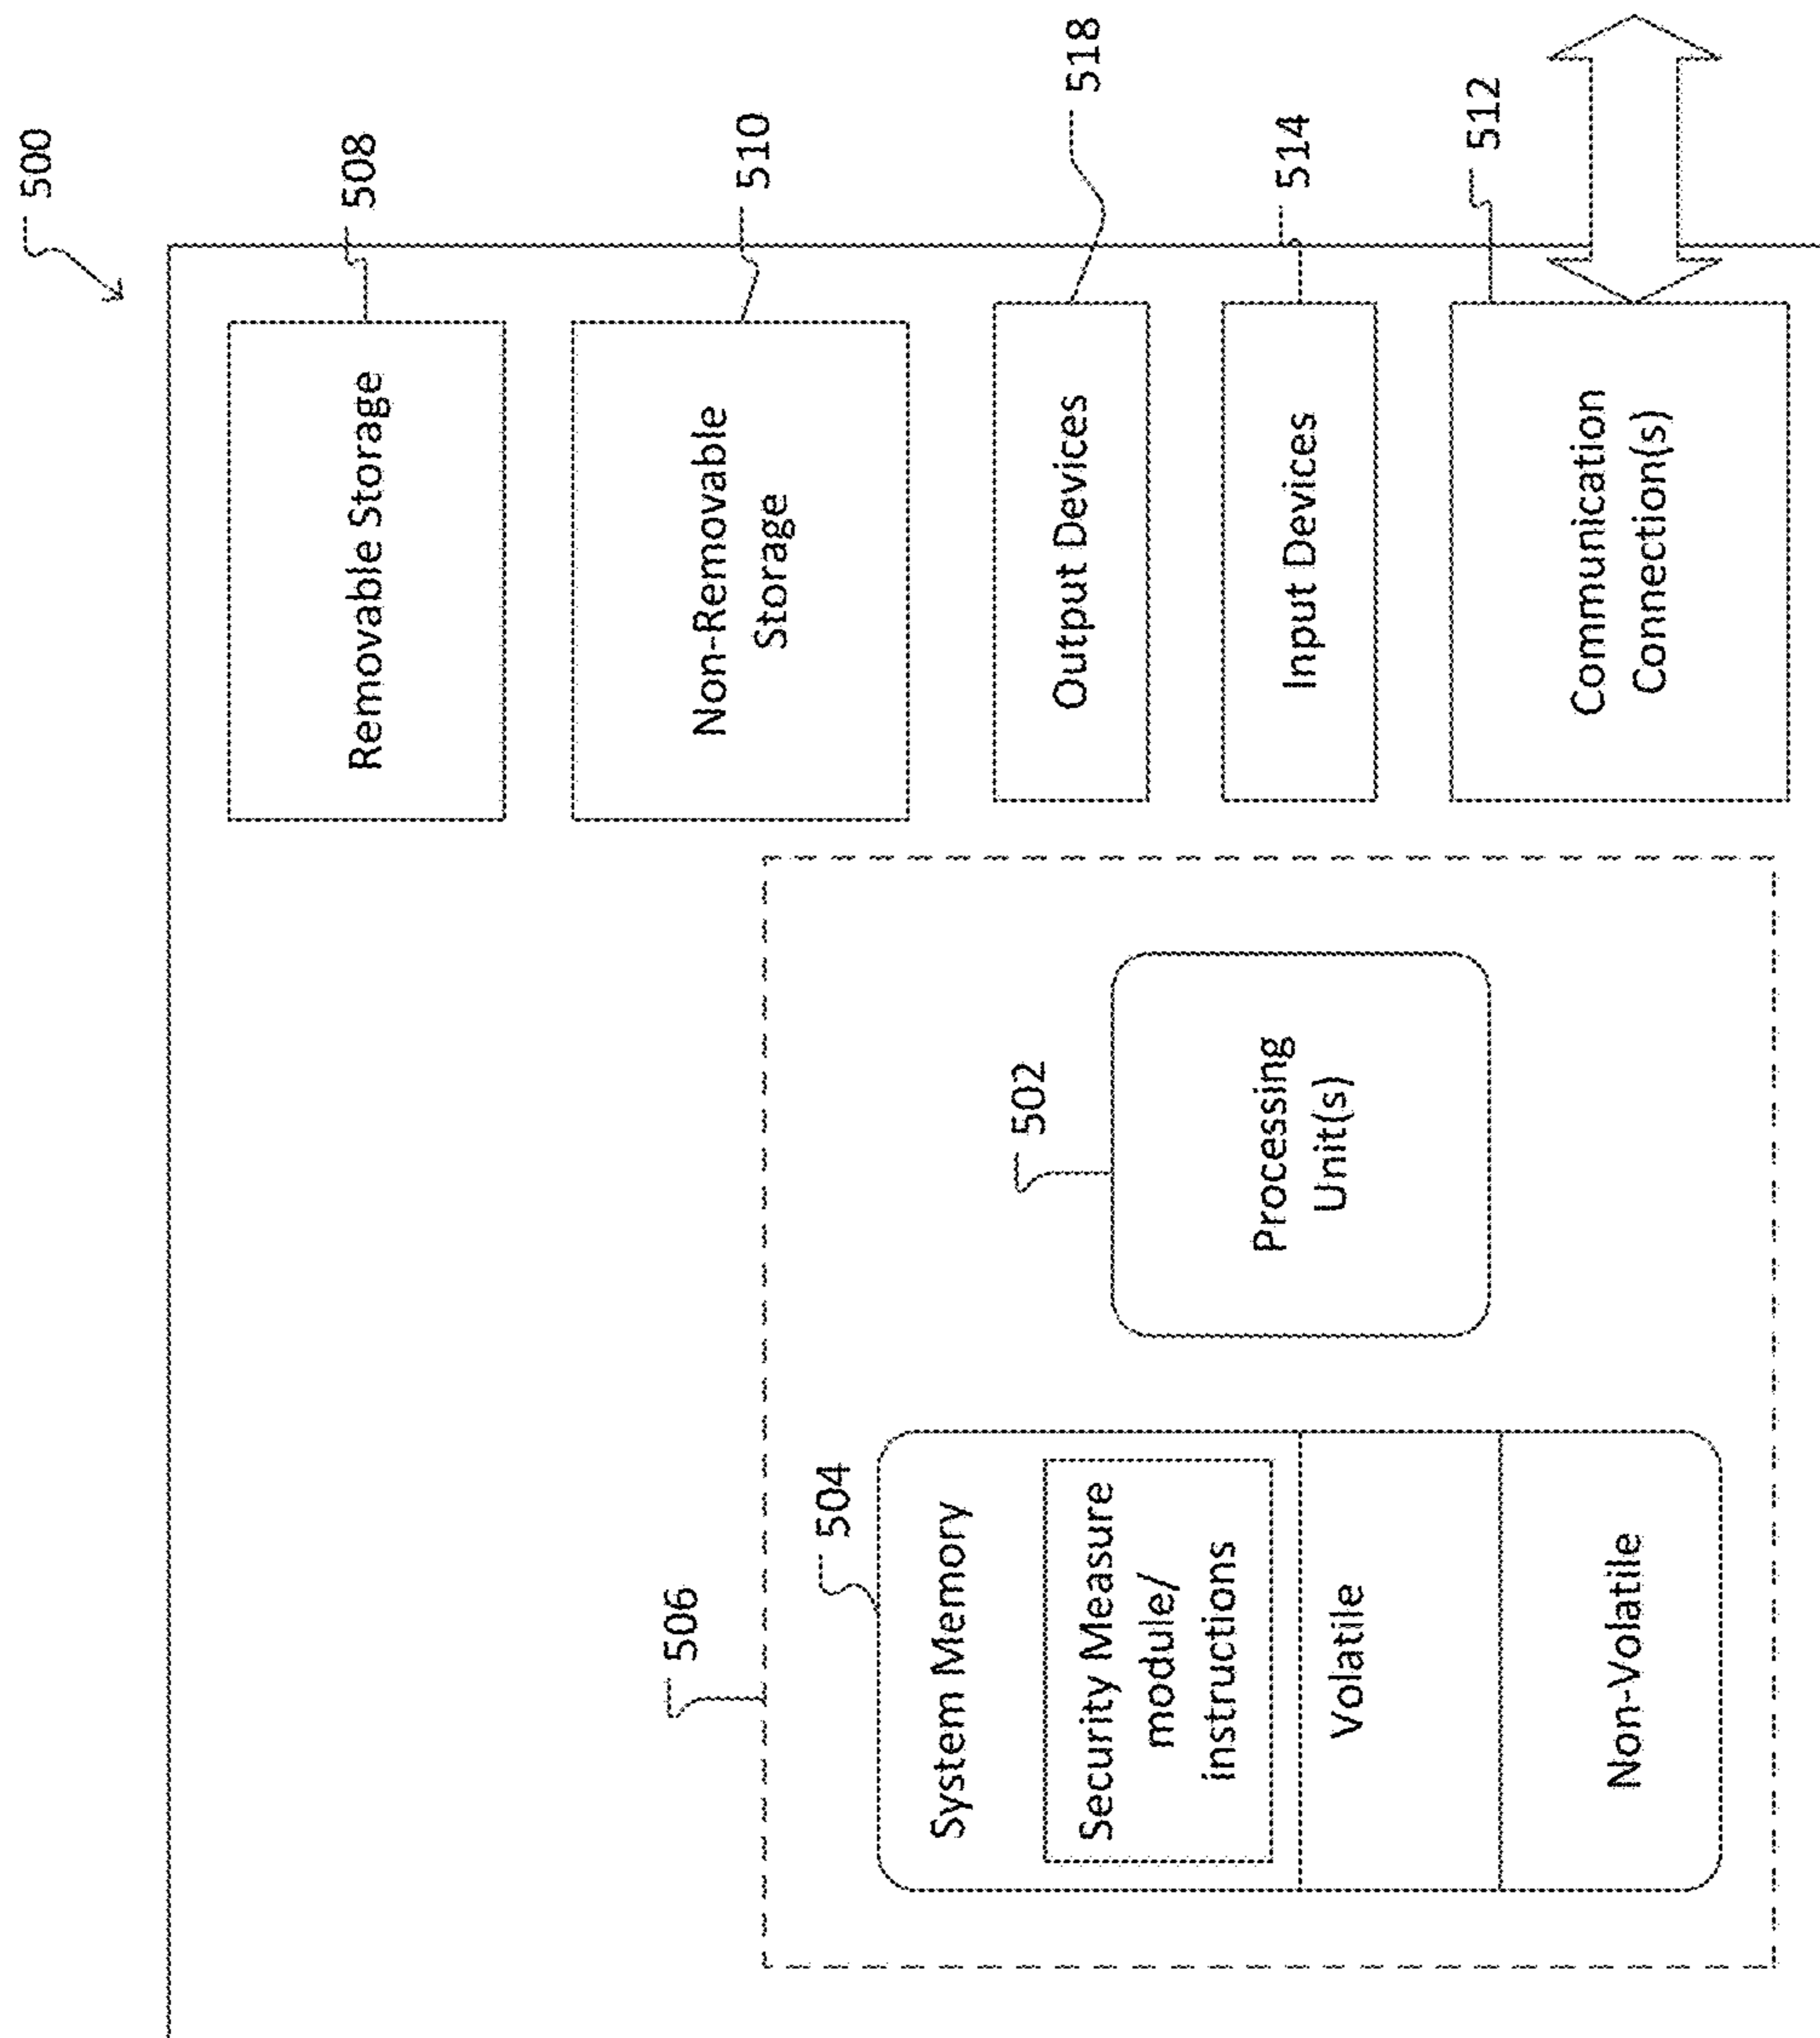 500
506
504
System Memory
Security Measure
module/
instructions
Volatile
Non-Volatile
502
Processing
Unit(s)
Removable Storage
508
Non-Removable
Storage
510
Output Devices
518
Input Devices
514
Communication
Connection(s)
512